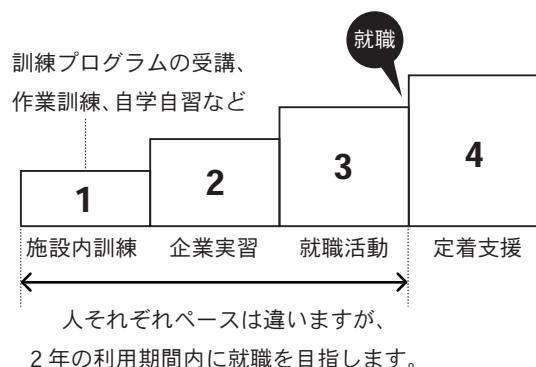 就職
訓練プログラムの受講、
作業訓練、自学自習など
1
2
3
4
施設内訓練
企業実習
就職活動
定着支援
人それぞれペースは違いますが、
2年の利用期間内に就職を目指します。